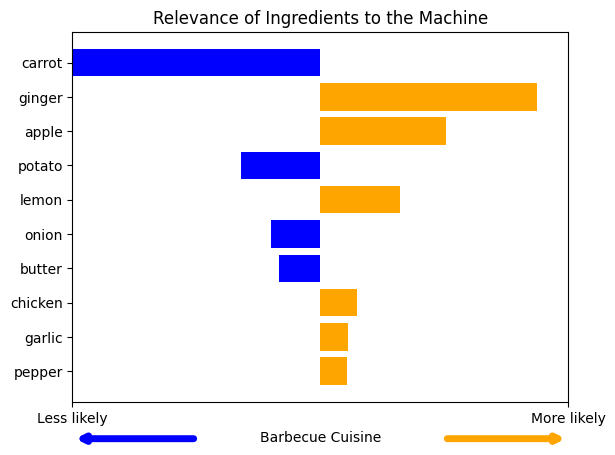 Relevance of Ingredients to the Machine
carrot
ginger
apple
potato
lemon
onion
butter
chicken
garlic
pepper
Less likely
More likely
Barbecue Cuisine